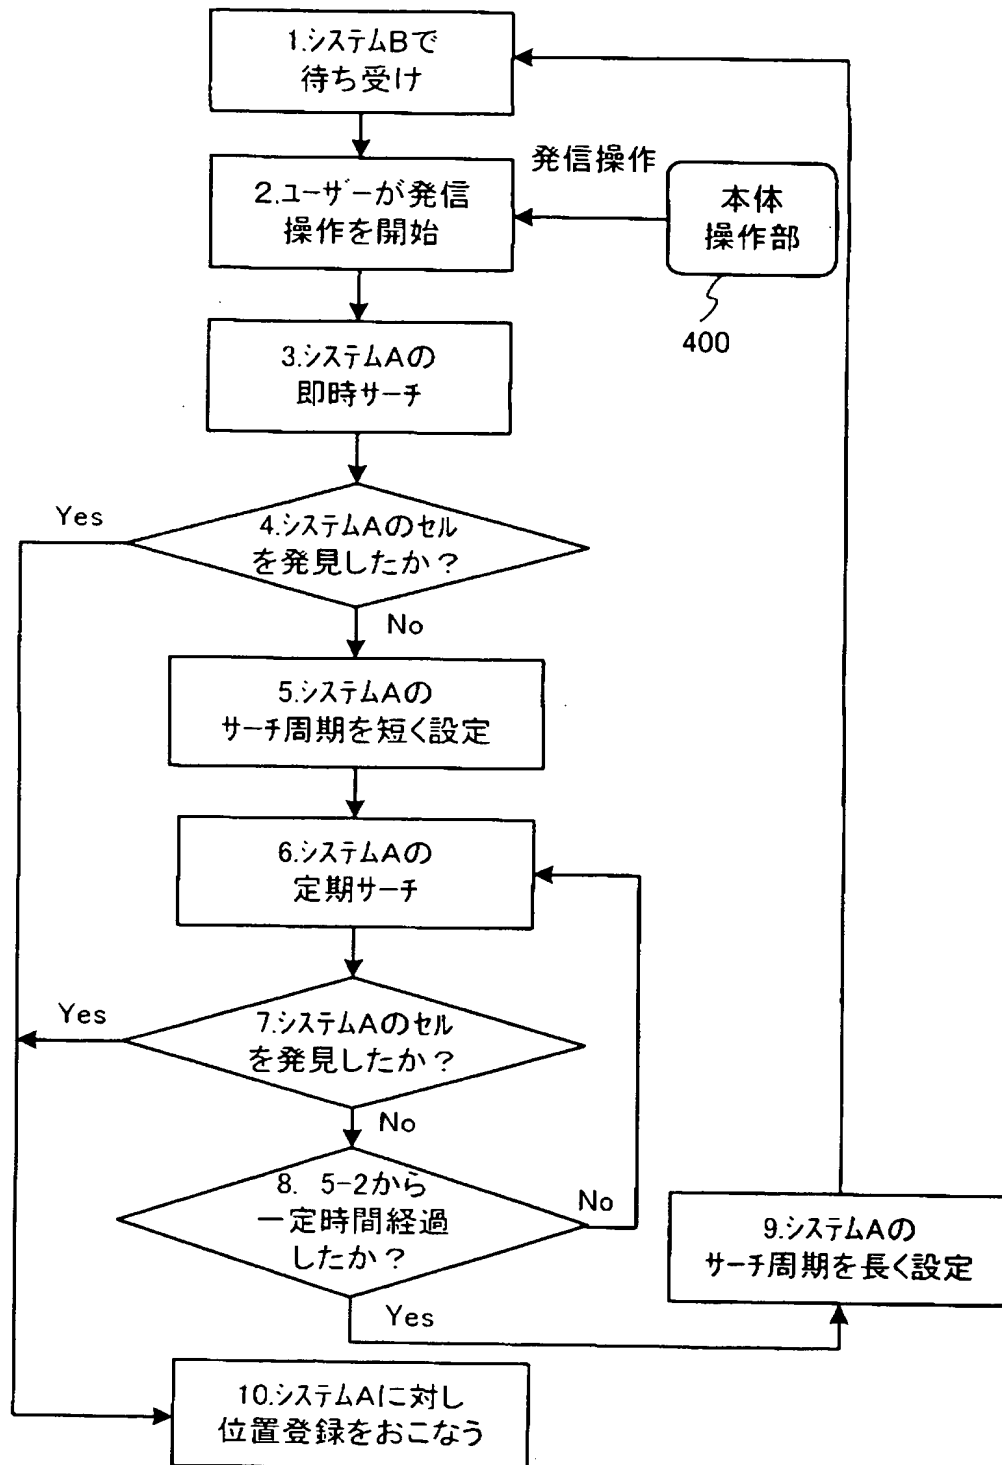 1.システムBで
待ち受け
発信操作
2.ユーザーが発信
操作を開始
本体
操作部
400
3.システムAの
即時サーチ
Yes
4.システムAのセル
を発見したか？
No
5.システムAの
サーチ周期を短く設定
6.システムAの
定期サーチ
Yes
7.システムAのセル
を発見したか？
No
8. 5-2から
一定時間経過
したか？
No
Yes
9.システムAの
サーチ周期を長く設定
10.システムAに対し
位置登録をおこなう